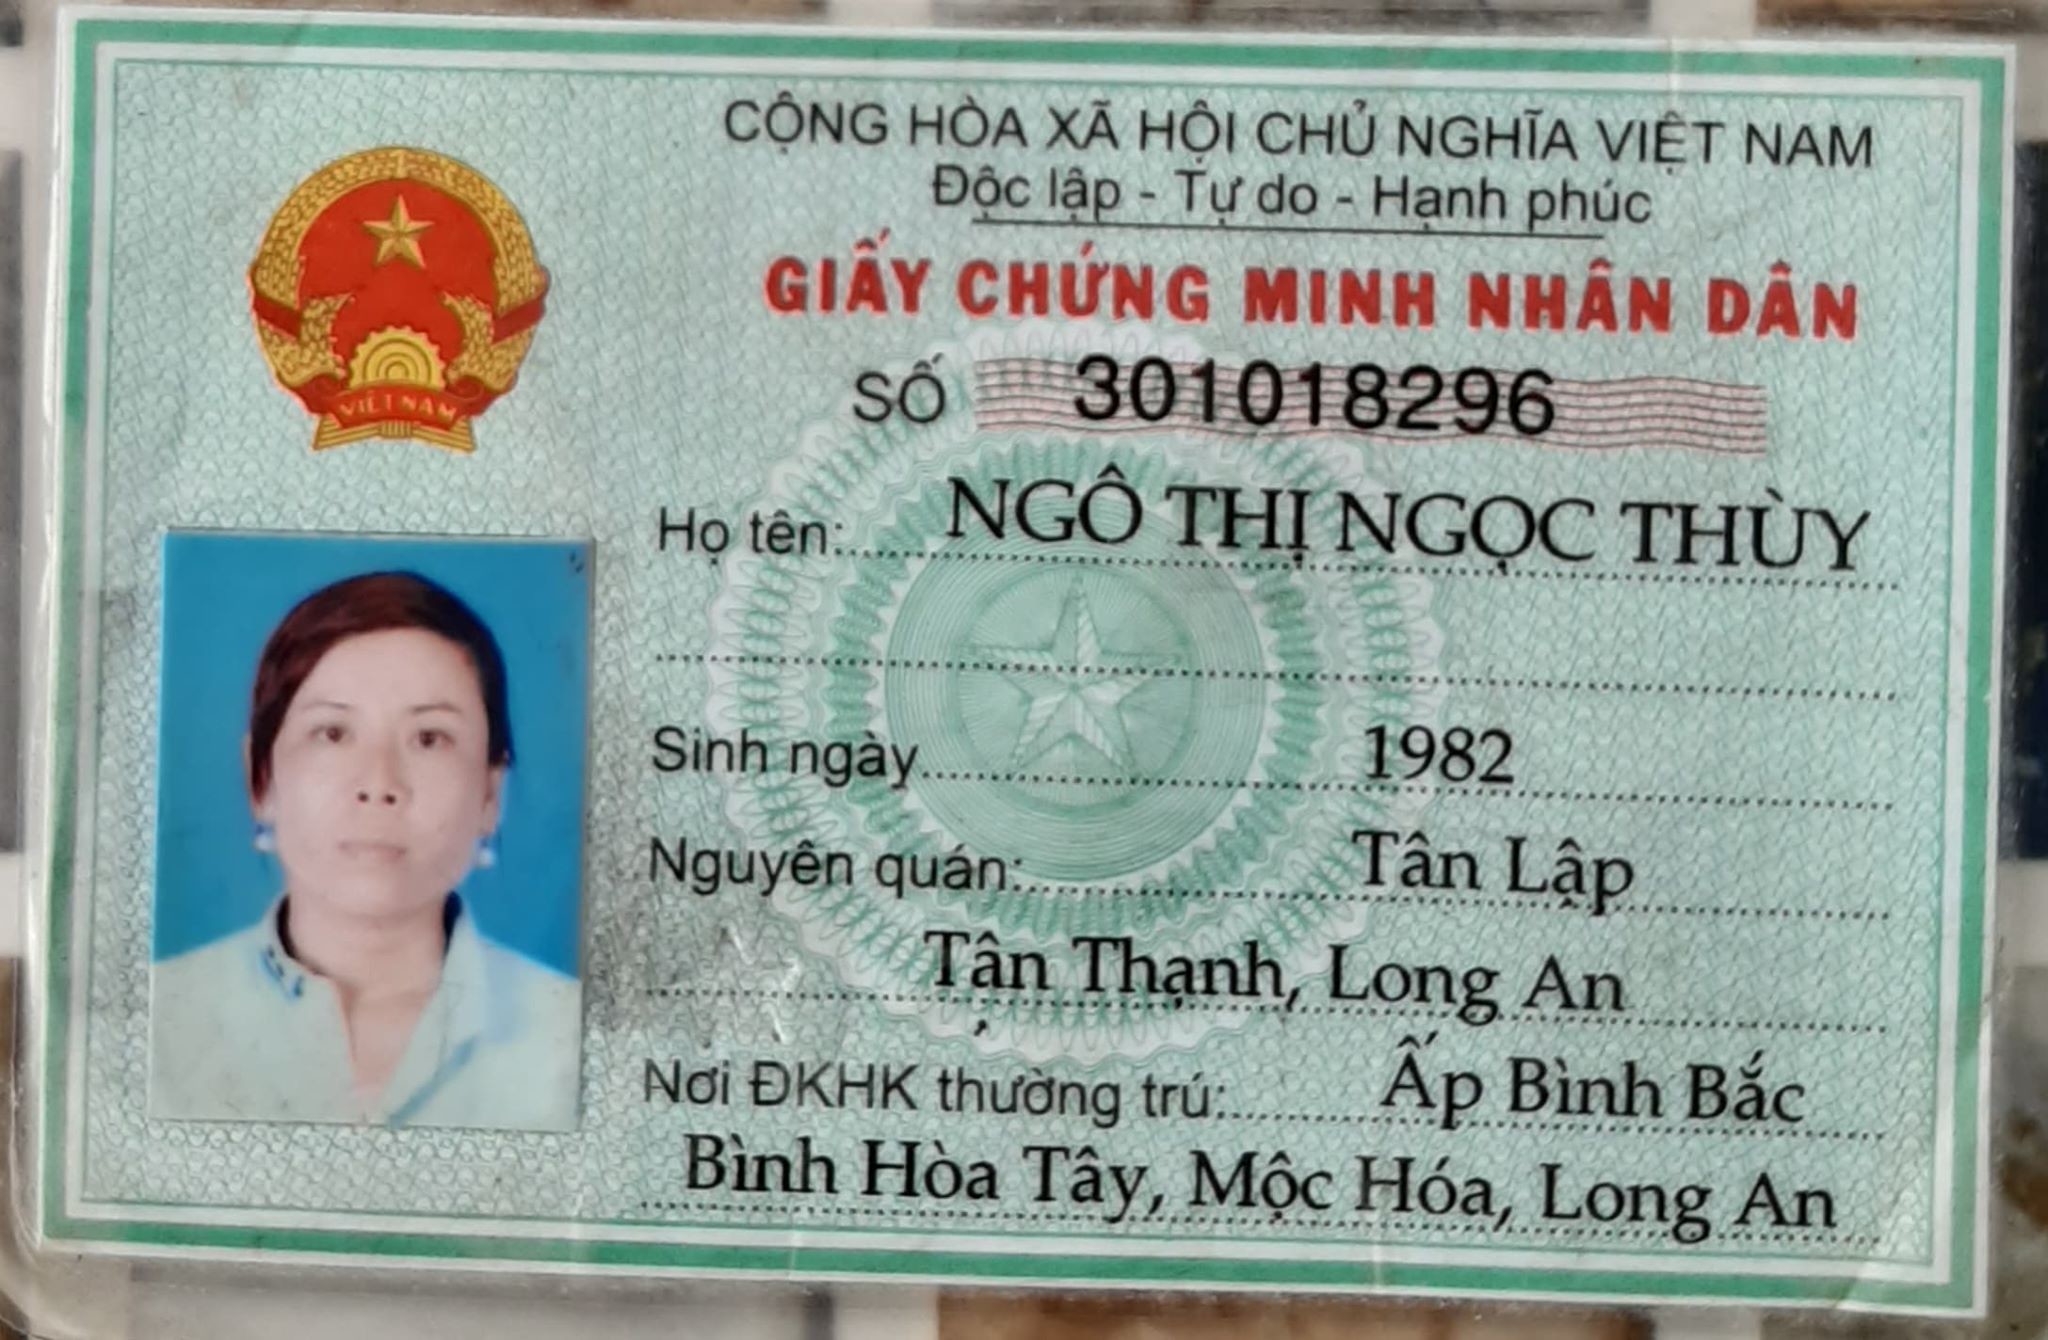 CỘNG HÒA XÃ HỘI CHỦ NGHĨA VIỆT NAM
Độc lập - Tự do - Hạnh phúc
GIẤY CHỨNG MINH NHÂN DÂN
SỐ 301018296
VIỆT NAM
Họ tên: NGÔ THỊ NGỌC THÙY
Sinh ngày 1982
Nguyên quán: Tân Lập
Tân Thạnh, Long An
Nơi ĐKHK thường trú: Ấp Bình Bắc
Bình Hòa Tây, Mộc Hóa, Long An